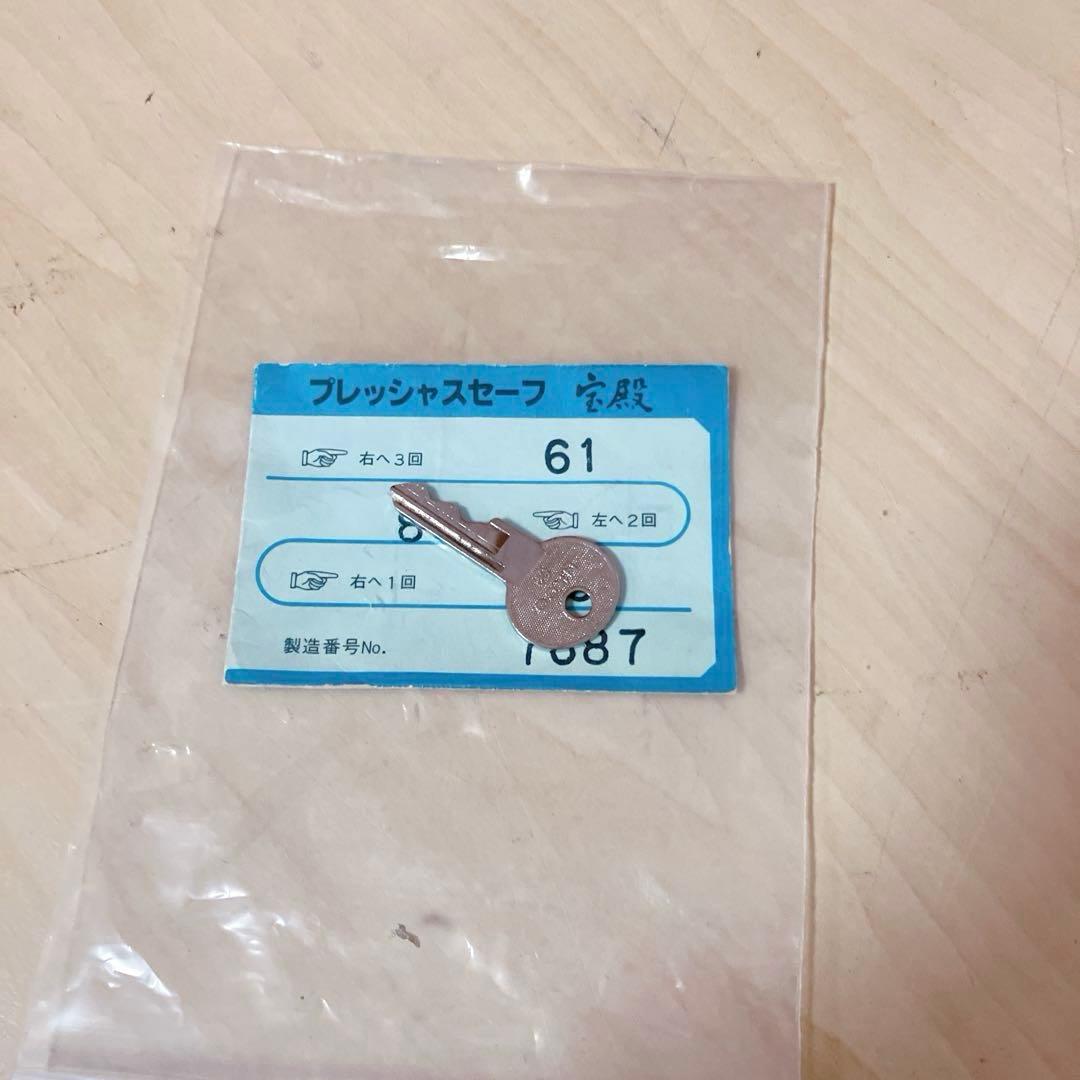 プレッシャスセーフ 宝殿
右へ3回 61
左へ2回
右へ1回
製造番号No.